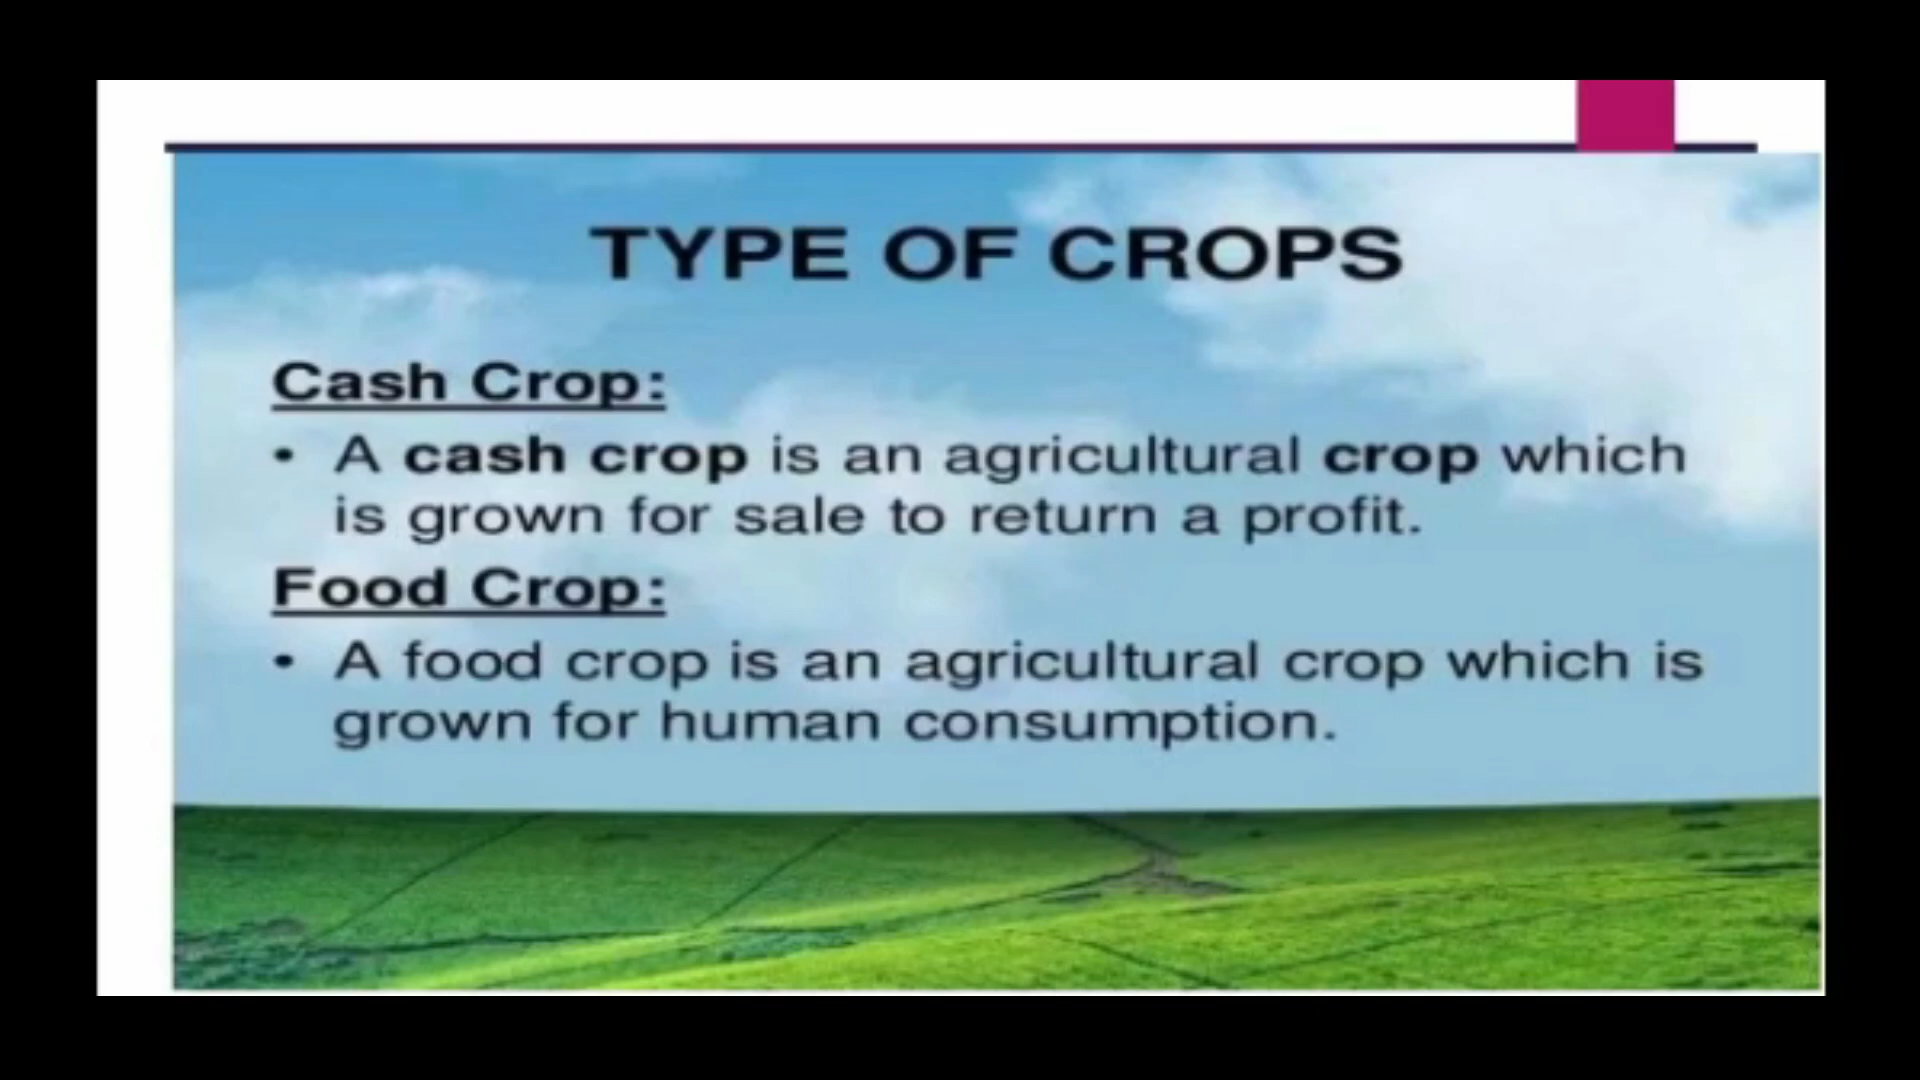 TYPE OF CROPS
Cash Crop:
• A cash crop is an agricultural crop which
is grown for sale to return a profit.
Food Crop:
• A food crop is an agricultural crop which is
grown for human consumption.